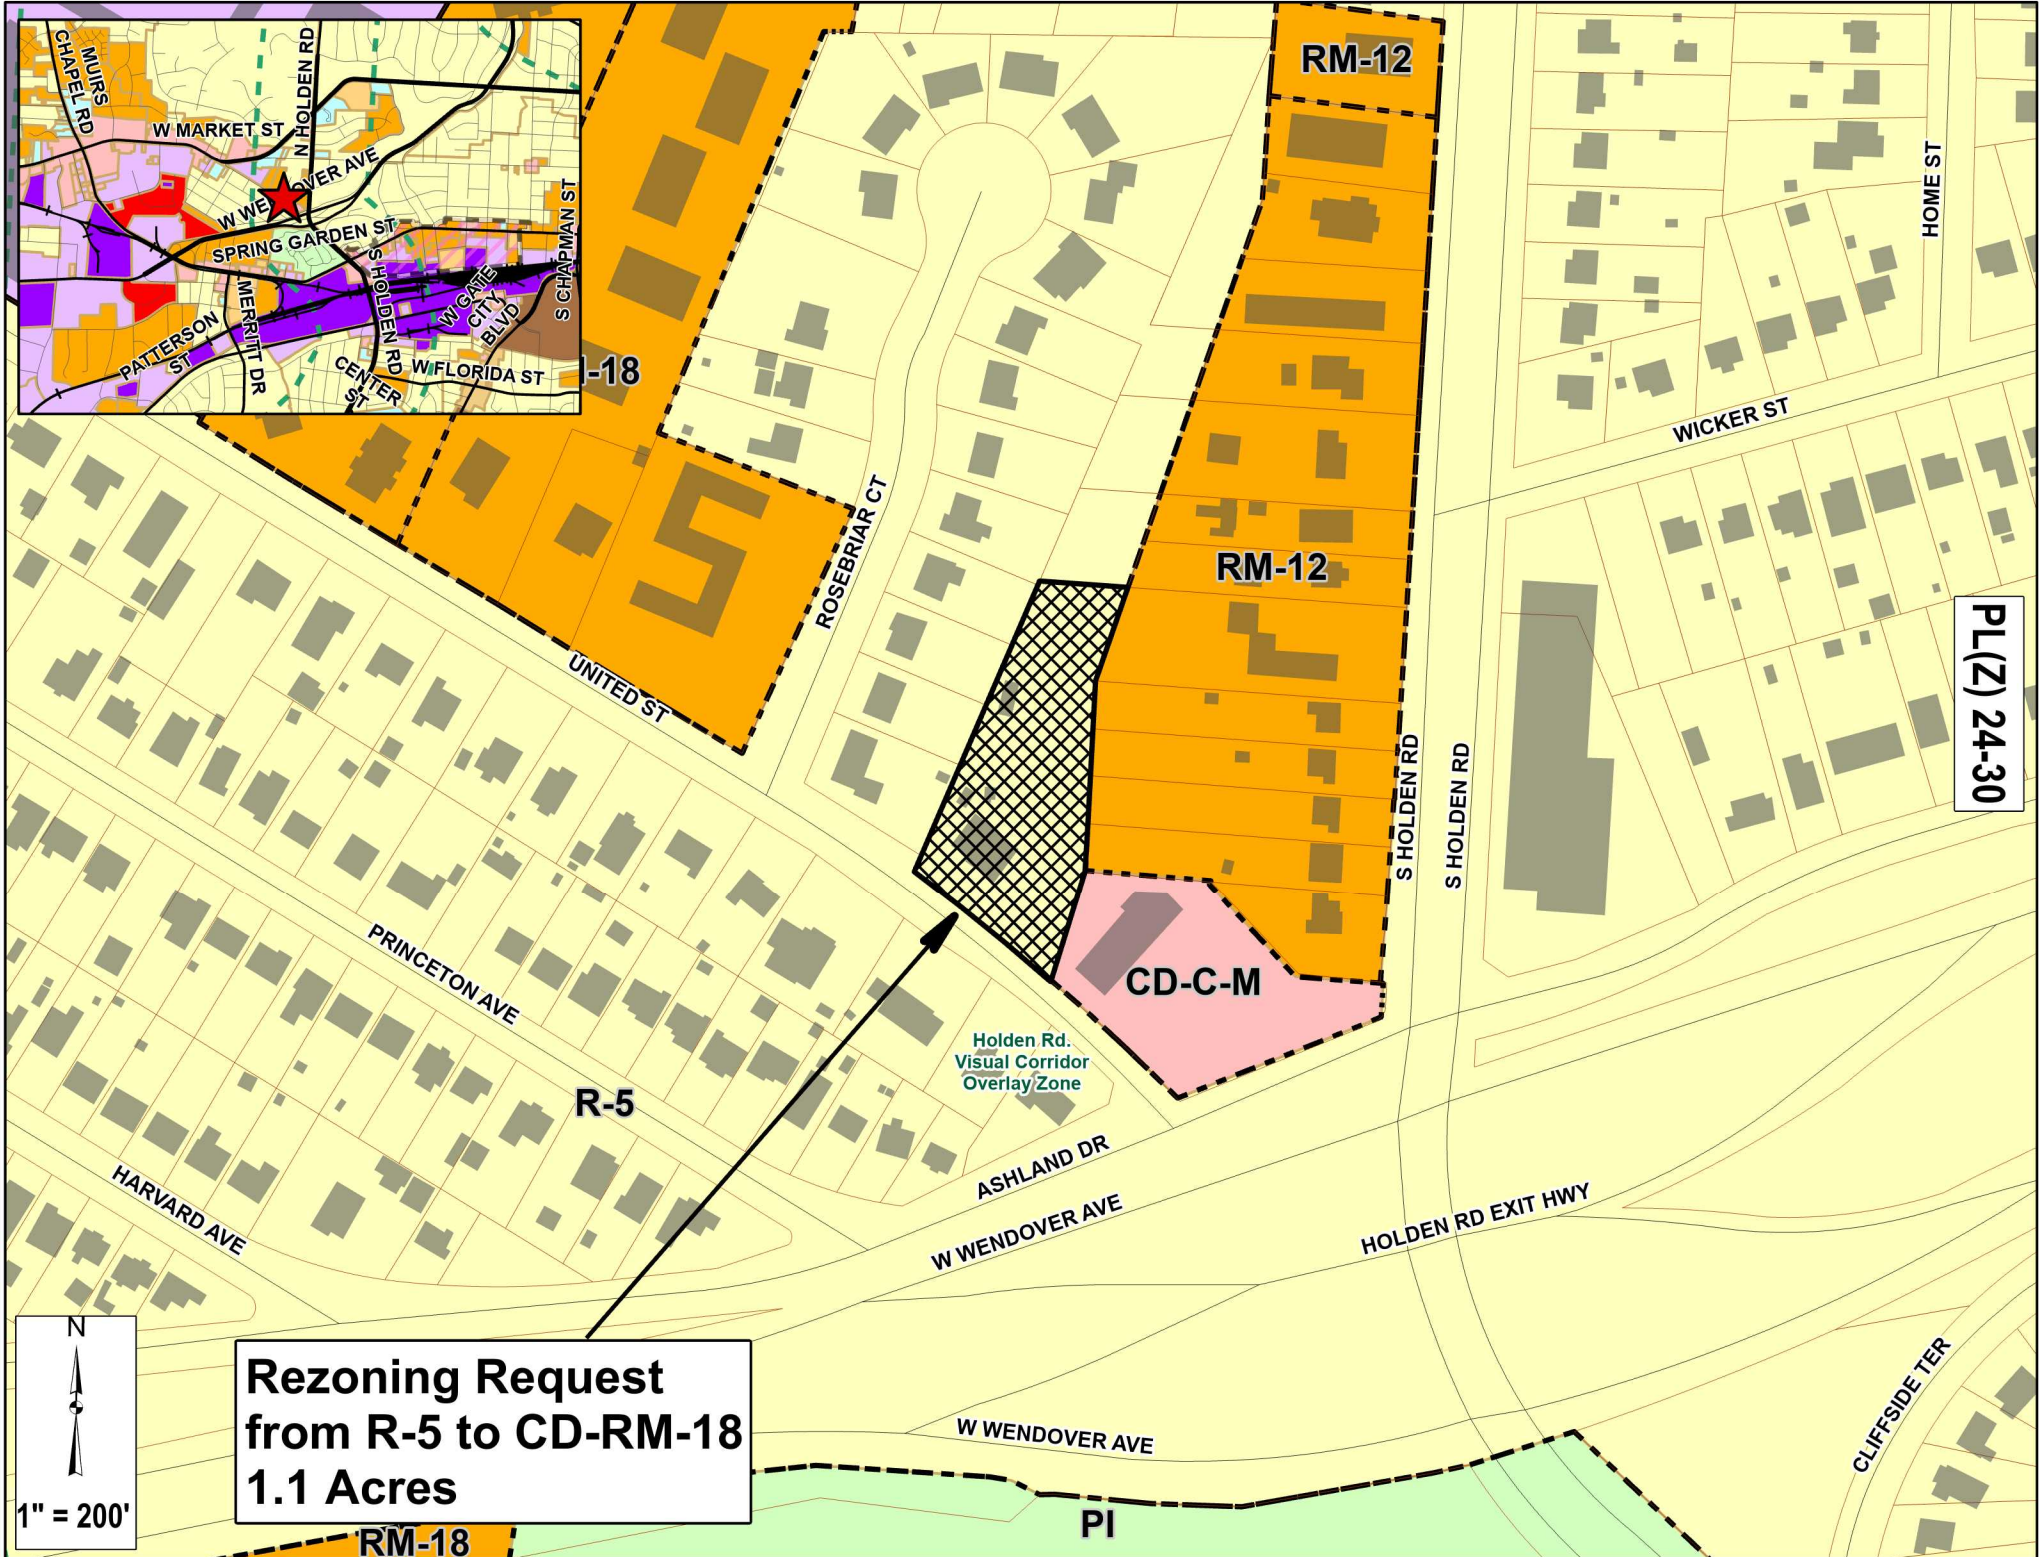 MUIRS
CHAPEL RD
N HOLDEN RD
W MARKET ST
OVER AVE
W WE
SPRING GARDEN ST
S HOLDEN RD
W GATE
CITY
BLVD
S CHAPMAN ST
MERRITT DR
PATTERSON
ST
CENTER
ST
W FLORIDA ST
-18
RM-12
HOME ST
WICKER ST
ROSEBRIAR CT
RM-12
UNITED ST
PL(Z) 24-30
S HOLDEN RD
S HOLDEN RD
PRINCETON AVE
CD-C-M
Holden Rd.
Visual Corridor
Overlay Zone
R-5
ASHLAND DR
HARVARD AVE
W WENDOVER AVE
HOLDEN RD EXIT HWY
N
1" = 200'
Rezoning Request
from R-5 to CD-RM-18
1.1 Acres
W WENDOVER AVE
CLIFFSIDE TER
PI
RM-18